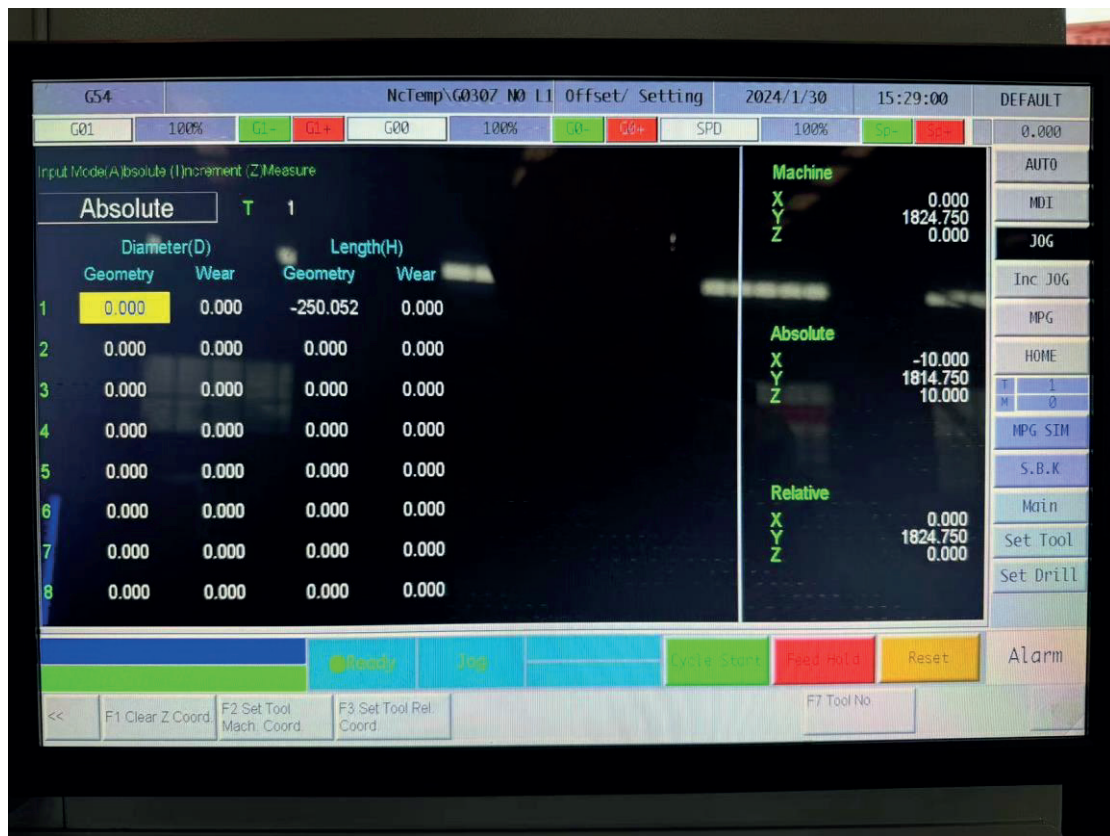 G54 NcTemp\G0307 N0 L1 Offset/ Setting 2024/1/30 15:29:00 DEFAULT
G01 100% G1- G1+ G00 100% G0- G0+ SPD 100% Sp- Sp+ 0.000
Input Mode(A)bsolute (I)ncrement (Z)Measure
Absolute T 1
Diameter(D) Length(H)
Geometry Wear Geometry Wear
1 0.000 0.000 -250.052 0.000
2 0.000 0.000 0.000 0.000
3 0.000 0.000 0.000 0.000
4 0.000 0.000 0.000 0.000
5 0.000 0.000 0.000 0.000
6 0.000 0.000 0.000 0.000
7 0.000 0.000 0.000 0.000
8 0.000 0.000 0.000 0.000
Machine
X 0.000
Y 1824.750
Z 0.000
Absolute
X -10.000
Y 1814.750
Z 10.000
Relative
X 0.000
Y 1824.750
Z 0.000
AUTO
MDI
JOG
Inc JOG
MPG
HOME
T 1
M 0
MPG SIM
S.B.K
Main
Set Tool
Set Drill
Ready Jog Cycle Start Feed Hold Reset Alarm
<< F1 Clear Z Coord. F2 Set Tool Mach. Coord. F3 Set Tool Rel. Coord. F7 Tool No.